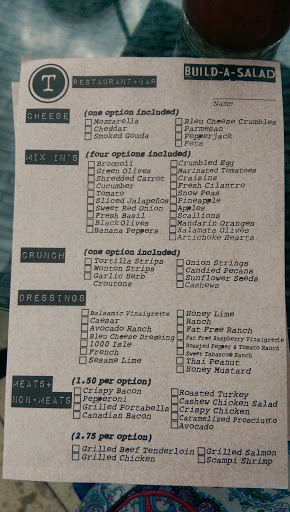 T
RESTAURANT+BAR
BUILD-A-SALAD
Name
CHEESE
(one option included)
Mozzarella
Cheddar
Smoked Gouda
Bleu Cheese Crumbles
Parmesan
Pepperjack
Feta
MIX IN'S
(four options included)
Broccoli
Green Olives
Shredded Carrot
Cucumber
Tomato
Sliced Jalapeños
Sweet Red Onion
Fresh Basil
Black Olives
Banana Peppers
Crumbled Egg
Marinated Tomatoes
Craisins
Fresh Cilantro
Snow Peas
Pineapple
Apples
Scallions
Mandarin Oranges
Kalamata Olives
Artichoke Hearts
CRUNCH
(one option included)
Tortilla Strips
Wonton Strips
Garlic Herb
Croutons
Onion Strings
Candied Pecans
Sunflower Seeds
Cashews
DRESSINGS
Balsamic Vinaigrette
Caesar
Avocado Ranch
Bleu Cheese Dressing
1000 Isle
French
Sesame Lime
Honey Lime
Ranch
Fat Free Ranch
Fat Free Raspberry Vinaigrette
Roasted Pepper & Tomato Ranch
Sweet Tabasco® Ranch
Thai Peanut
Honey Mustard
MEATS+
NON-MEATS
(1.50 per option)
Crispy Bacon
Pepperoni
Grilled Portabella
Canadian Bacon
Roasted Turkey
Cashew Chicken Salad
Crispy Chicken
Caramelized Prosciutto
Avocado
(2.75 per option)
Grilled Beef Tenderloin
Grilled Chicken
Grilled Salmon
Scampi Shrimp